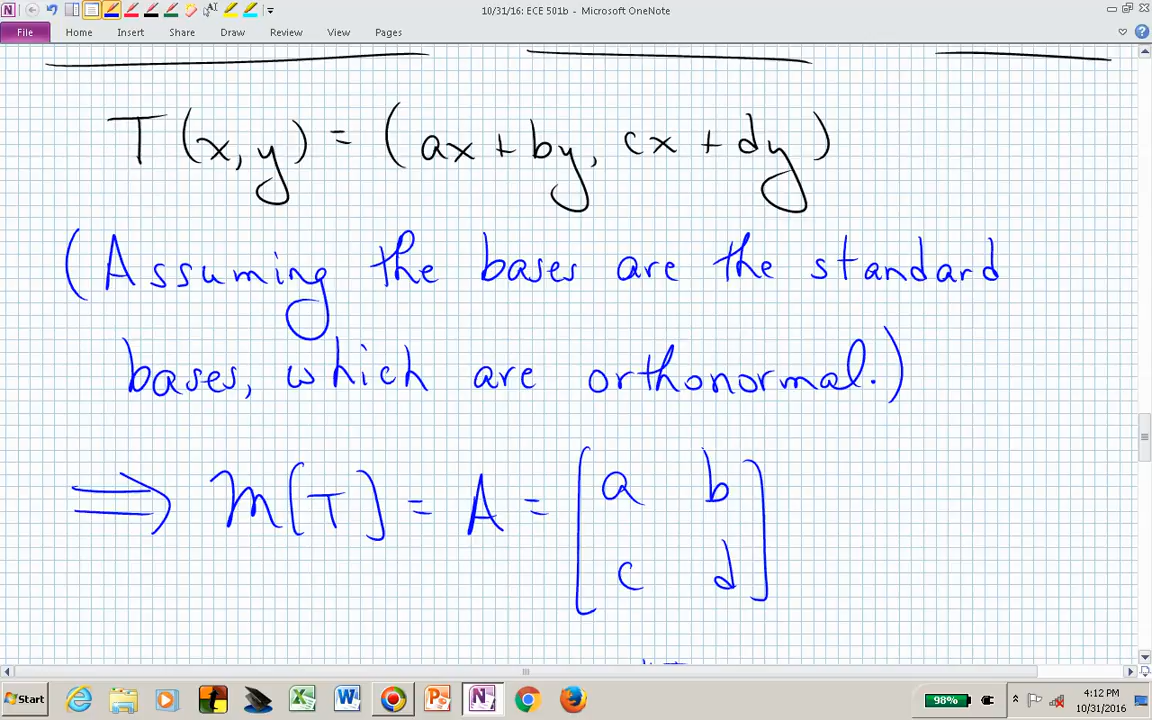 10/31/16: ECE 501b - Microsoft OneNote
File Home Insert Share Draw Review View Pages
T(x,y) = (ax + by, cx + dy)
(Assuming the bases are the standard
bases, which are orthonormal.)
⟹ M(T) = A = [a b
c d]
Start
98%
4:12 PM
10/31/2016